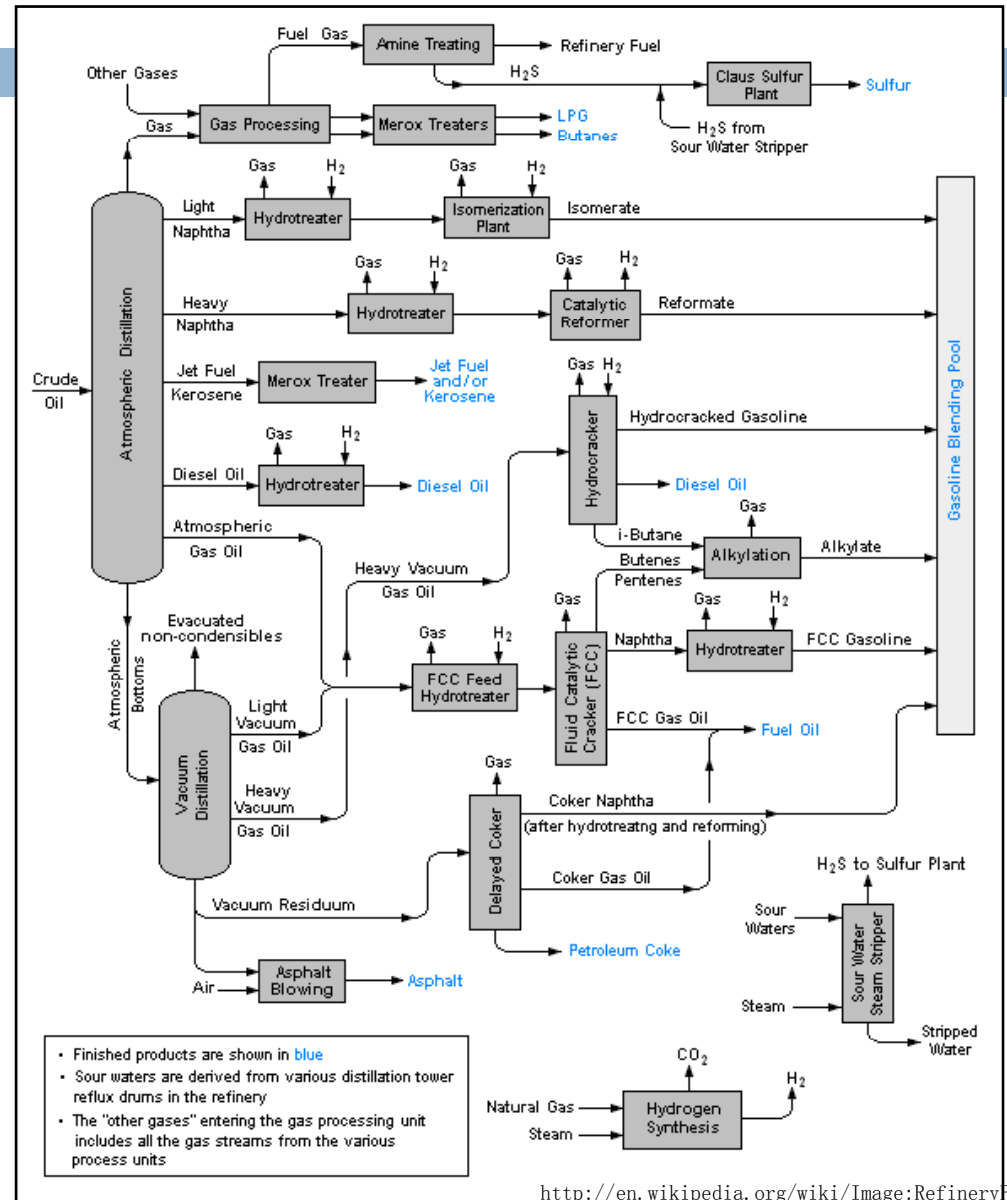 Fuel Gas
Amine Treating
Refinery Fuel
Other Gases
H2S
Claus Sulfur
Plant
Sulfur
Gas
Gas Processing
Merox Treaters
LPG
Butanes
H2S from
Sour Water Stripper
Light
Naphtha
Gas
H2
Hydrotreater
Gas
H2
Isomerization
Plant
Isomerate
Heavy
Naphtha
Gas
H2
Hydrotreater
Gas
H2
Catalytic
Reformer
Reformate
Crude
Oil
Atmospheric Distillation
Jet Fuel
Kerosene
Merox Treater
Jet Fuel
and/or
Kerosene
Gas
H2
Hydrocracker
Hydrocracked Gasoline
Gasoline Blending Pool
Diesel Oil
Gas
H2
Hydrotreater
Diesel Oil
Diesel Oil
Atmospheric
Gas Oil
i-Butane
Butenes
Pentenes
Gas
Alkylation
Alkylate
Heavy Vacuum
Gas Oil
Atmospheric
Bottoms
Evacuated
non-condensibles
Gas
H2
FCC Feed
Hydrotreater
Gas
Fluid Catalytic
Cracker (FCC)
Naphtha
Gas
H2
Hydrotreater
FCC Gasoline
Light
Vacuum
Gas Oil
FCC Gas Oil
Fuel Oil
Vacuum
Distillation
Heavy
Vacuum
Gas Oil
Gas
Delayed Coker
Coker Naphtha
(after hydrotreatng and reforming)
Coker Gas Oil
Vacuum Residuum
Petroleum Coke
Air
Asphalt
Blowing
Asphalt
H2S to Sulfur Plant
Sour
Waters
Sour Water
Steam Stripper
Steam
Stripped
Water
• Finished products are shown in blue
• Sour waters are derived from various distillation tower
reflux drums in the refinery
• The "other gases" entering the gas processing unit
includes all the gas streams from the various
process units
CO2
H2
Natural Gas
Steam
Hydrogen
Synthesis
http://en.wikipedia.org/wiki/Image:Refinery